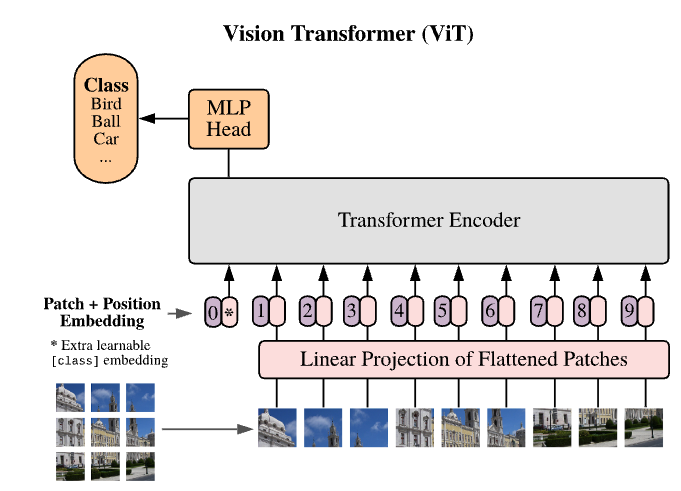 Vision Transformer (ViT)
Class
Bird
Ball
Car
...
MLP
Head
Transformer Encoder
Patch + Position
Embedding
0 * 1 2 3 4 5 6 7 8 9
* Extra learnable
[class] embedding
Linear Projection of Flattened Patches